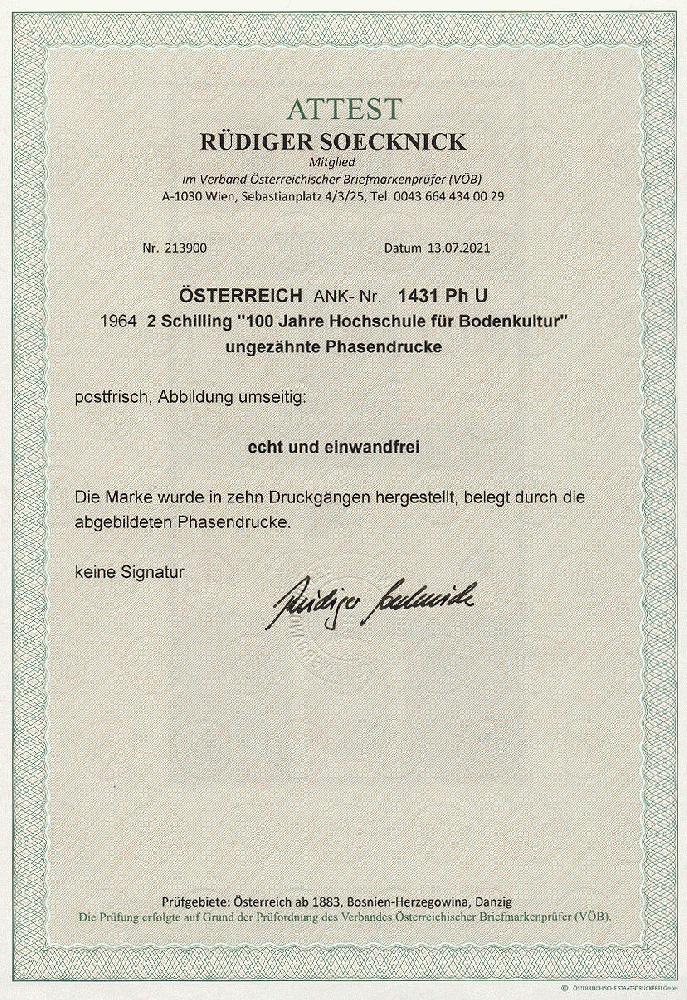 ATTEST
RÜDIGER SOECKNICK
Mitglied
im Verband Österreichischer Briefmarkenprüfer (VÖB)
A-1030 Wien, Sebastianplatz 4/3/25, Tel. 0043 664 434 00 29
Nr. 213900 Datum 13.07.2021
ÖSTERREICH ANK-Nr. 1431 Ph U
1964 2 Schilling "100 Jahre Hochschule für Bodenkultur"
ungezähnte Phasendrucke
postfrisch, Abbildung umseitig:
echt und einwandfrei
Die Marke wurde in zehn Druckgängen hergestellt, belegt durch die
abgebildeten Phasendrucke.
keine Signatur
Rüdiger Soecknick
Prüfgebiete: Österreich ab 1883, Bosnien-Herzegowina, Danzig
Die Prüfung erfolgte auf Grund der Prüfordnung des Verbandes Österreichischer Briefmarkenprüfer (VÖB).